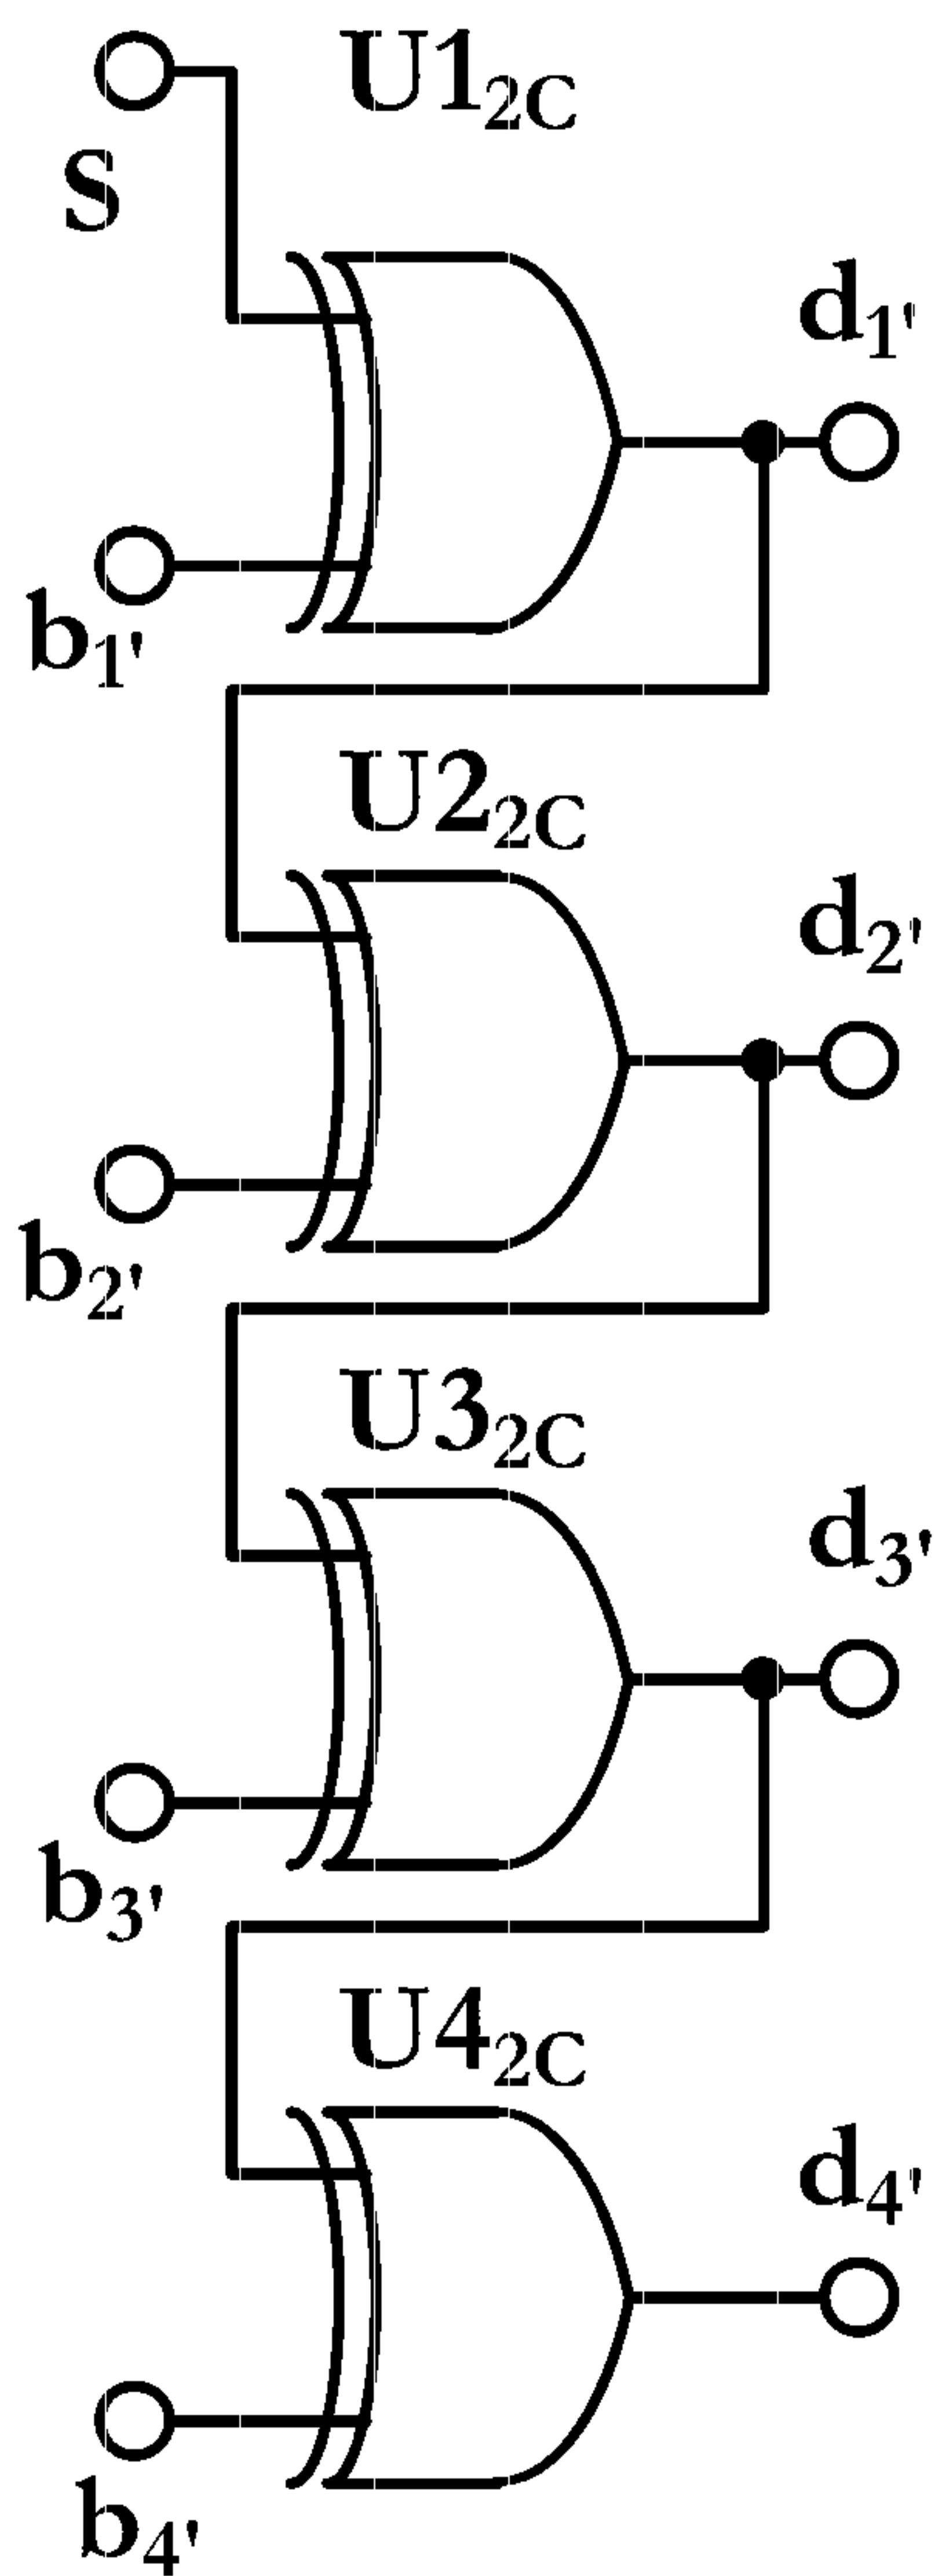 U1₂C
S
d₁'
b₁'
U2₂C
d₂'
b₂'
U3₂C
d₃'
b₃'
U4₂C
d₄'
b₄'